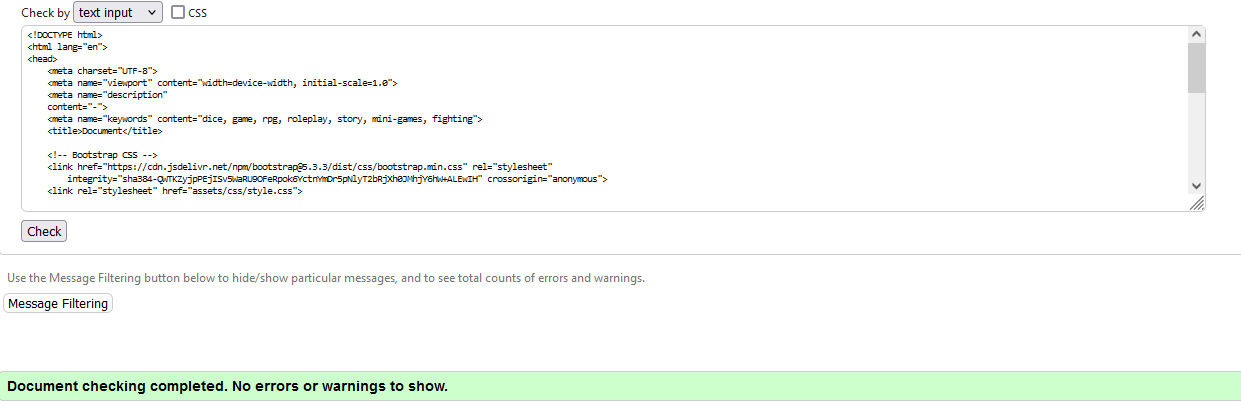 Check by text input CSS
<!DOCTYPE html>
<html lang="en">
<head>
<meta charset="UTF-8">
<meta name="viewport" content="width=device-width, initial-scale=1.0">
<meta name="description"
content="-">
<meta name="keywords" content="dice, game, rpg, roleplay, story, mini-games, fighting">
<title>Document</title>
<!-- Bootstrap CSS -->
<link href="https://cdn.jsdelivr.net/npm/bootstrap@5.3.3/dist/css/bootstrap.min.css" rel="stylesheet"
integrity="sha384-QWTKZyjpPEjISv5WaRU9OFeRpok6YctnYmDr5pNlyT2bRjXh0JMhjY6hW+ALEwIH" crossorigin="anonymous">
<link rel="stylesheet" href="assets/css/style.css">
Check
Use the Message Filtering button below to hide/show particular messages, and to see total counts of errors and warnings.
Message Filtering
Document checking completed. No errors or warnings to show.